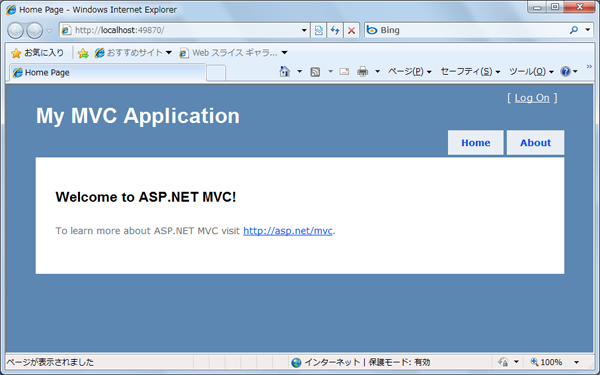 Home Page - Windows Internet Explorer
http://localhost:49870/
Bing
お気に入り おすすめサイト Web スライス ギャラ...
Home Page
ページ(P) セーフティ(S) ツール(O)
[ Log On ]
My MVC Application
Home About
Welcome to ASP.NET MVC!
To learn more about ASP.NET MVC visit http://asp.net/mvc.
ページが表示されました インターネット | 保護モード: 有効 100%